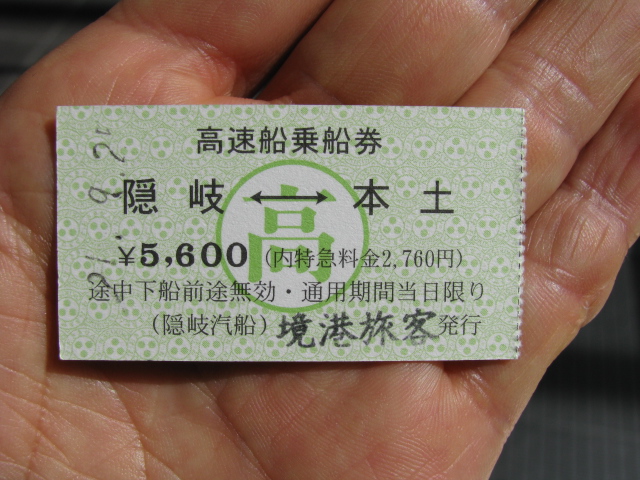 高速船乗船券
隠岐 ⟷ 本土
高
¥5,600 (内特急料金2,760円)
途中下船前途無効・通用期間当日限り
(隠岐汽船) 境港旅客発行